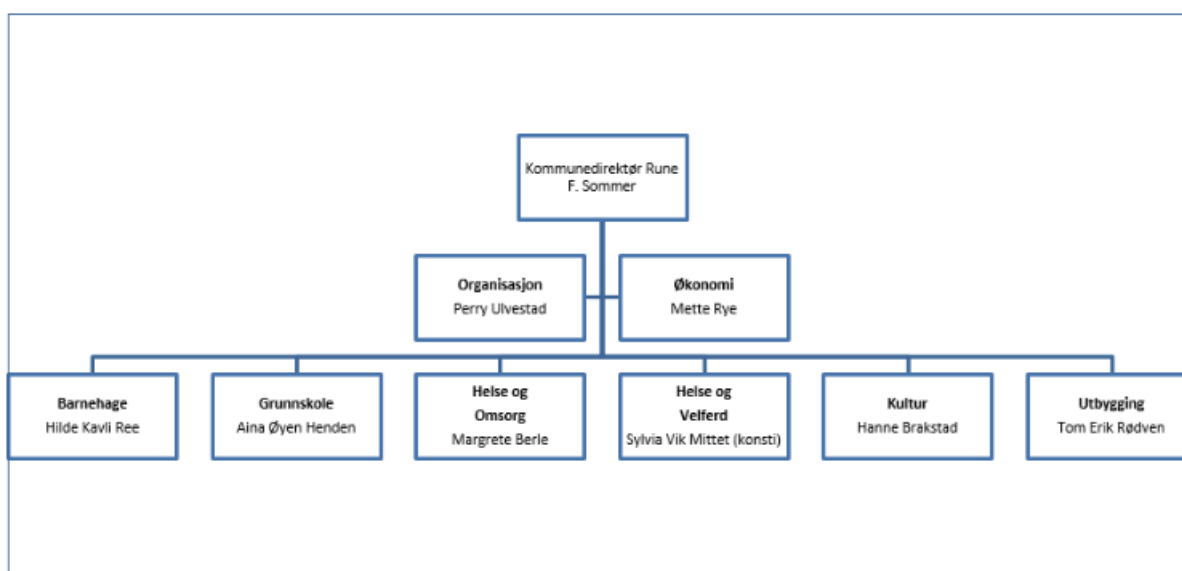 Kommunedirektør Rune
F. Sommer
Organisasjon
Perry Ulvestad
Økonomi
Mette Rye
Barnehage
Hilde Kavli Ree
Grunnskole
Aina Øyen Henden
Helse og
Omsorg
Margrete Berle
Helse og
Velferd
Sylvia Vik Mittet (konsti)
Kultur
Hanne Brakstad
Utbygging
Tom Erik Rødven